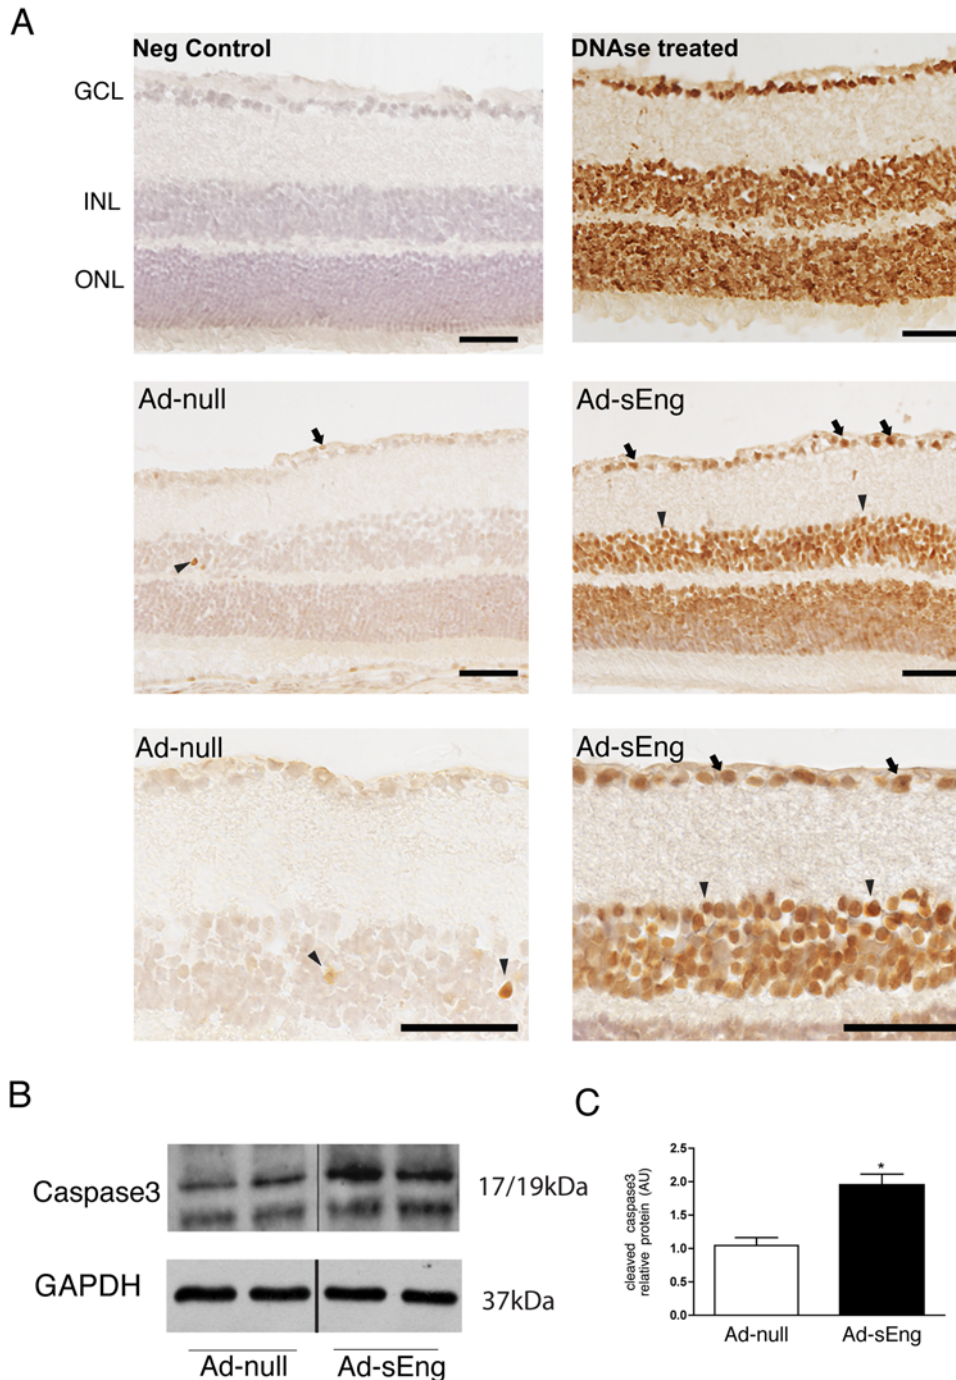 A
Neg Control
DNAse treated
GCL
INL
ONL
Ad-null
Ad-sEng
Ad-null
Ad-sEng
B
Caspase3
17/19kDa
GAPDH
37kDa
Ad-null
Ad-sEng
C
cleaved caspase3
relative protein (AU)
2.5
2.0
1.5
1.0
0.5
0.0
*
Ad-null
Ad-sEng